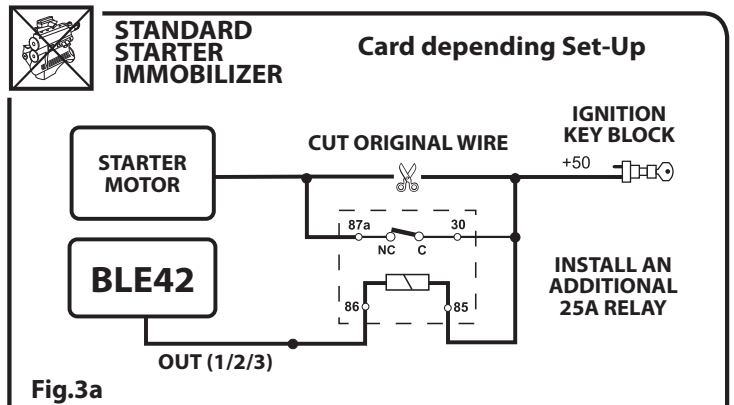 STANDARD
STARTER
IMMOBILIZER
Card depending Set-Up
IGNITION
KEY BLOCK
CUT ORIGINAL WIRE
+50
STARTER
MOTOR
87a
30
NC
C
BLE42
INSTALL AN
ADDITIONAL
25A RELAY
86
85
OUT (1/2/3)
Fig.3a